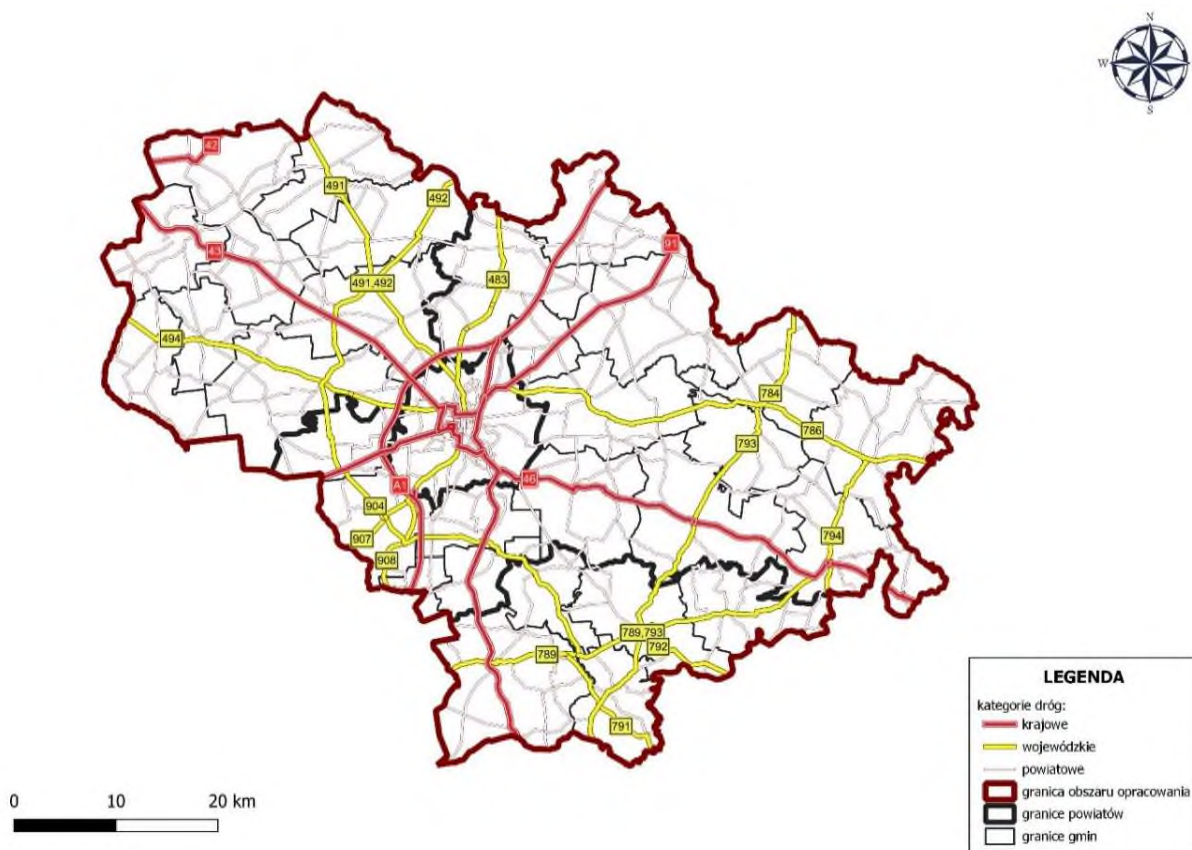 N
W
E
S
42
491
492
43
91
491,492
483
494
784
786
793
46
A1
904
794
907
908
789,793
792
789
791
LEGENDA
kategorie dróg:
krajowe
wojewódzkie
powiatowe
granica obszaru opracowania
granice powiatów
granice gmin
0 10 20 km